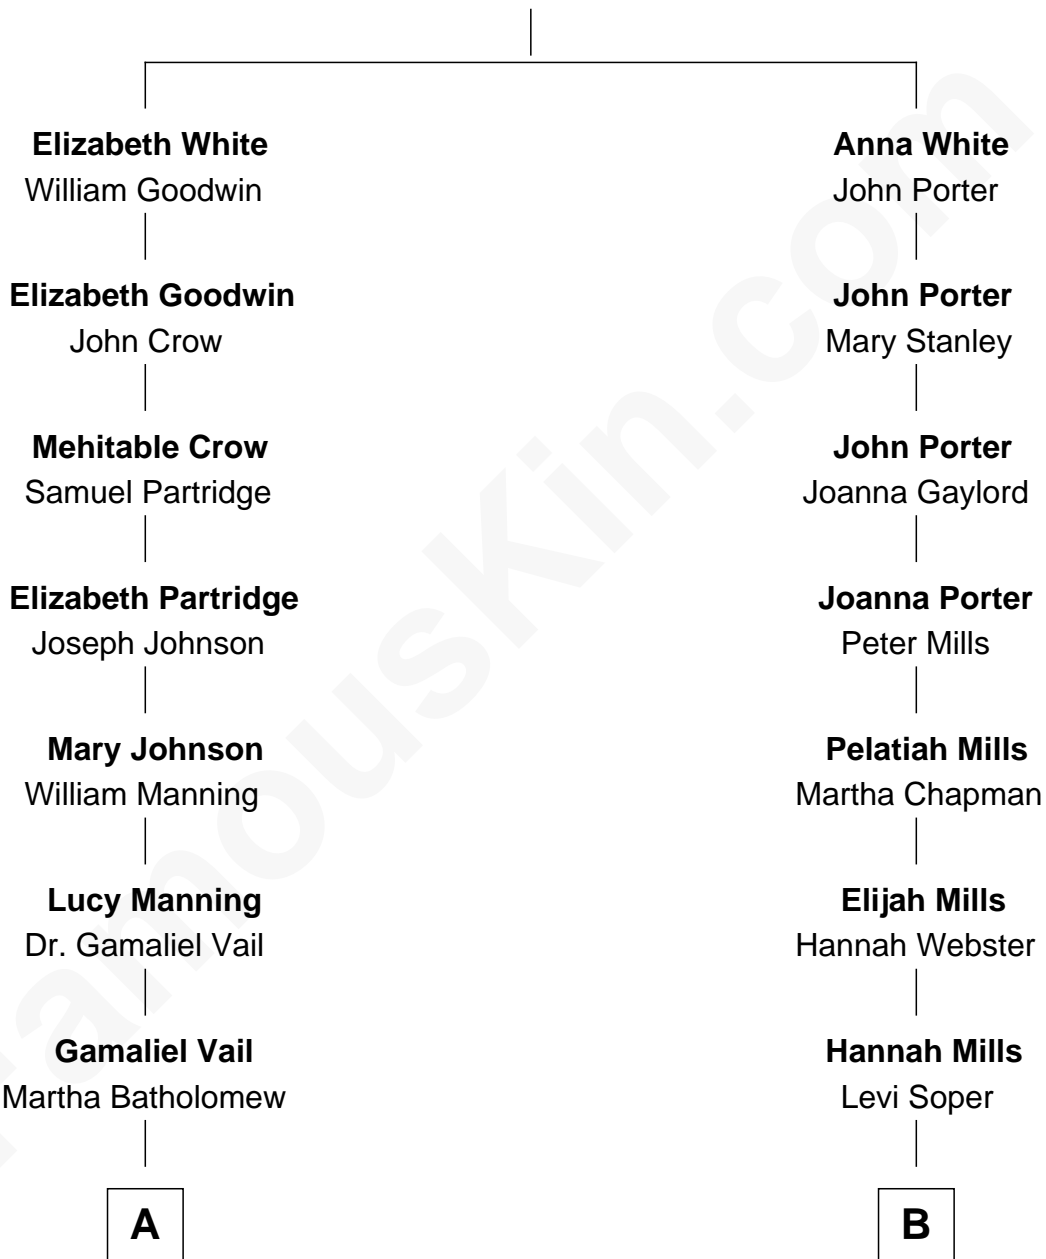 Elizabeth White
William Goodwin
Anna White
John Porter
Elizabeth Goodwin
John Crow
John Porter
Mary Stanley
Mehitable Crow
Samuel Partridge
John Porter
Joanna Gaylord
Elizabeth Partridge
Joseph Johnson
Joanna Porter
Peter Mills
Mary Johnson
William Manning
Pelatiah Mills
Martha Chapman
Lucy Manning
Dr. Gamaliel Vail
Elijah Mills
Hannah Webster
Gamaliel Vail
Martha Batholomew
Hannah Mills
Levi Soper
A
B
FamousKin.com